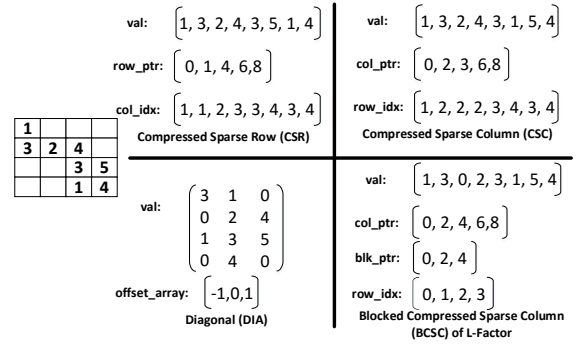 val: [1, 3, 2, 4, 3, 5, 1, 4]
row_ptr: [0, 1, 4, 6,8]
col_idx: [1, 1, 2, 3, 3, 4, 3, 4]
Compressed Sparse Row (CSR)
val: [1, 3, 2, 4, 3, 1, 5, 4]
col_ptr: [0, 2, 3, 6,8]
row_idx: [1, 2, 2, 2, 3, 4, 3, 4]
Compressed Sparse Column (CSC)
1
3 2 4
3 5
1 4
val:
3 1 0
0 2 4
1 3 5
0 4 0
offset_array: [-1,0,1]
Diagonal (DIA)
val: [1, 3, 0, 2, 3, 1, 5, 4]
col_ptr: [0, 2, 4, 6,8]
blk_ptr: [0, 2, 4]
row_idx: [0, 1, 2, 3]
Blocked Compressed Sparse Column
(BCSC) of L-Factor